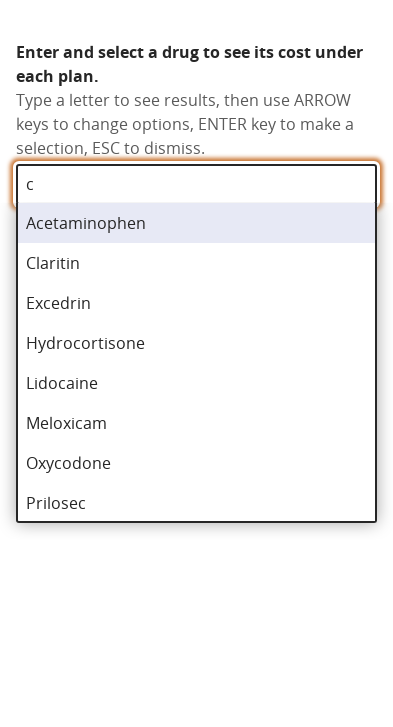 Enter and select a drug to see its cost under
each plan.
Type a letter to see results, then use ARROW
keys to change options, ENTER key to make a
selection, ESC to dismiss.
c
Acetaminophen
Claritin
Excedrin
Hydrocortisone
Lidocaine
Meloxicam
Oxycodone
Prilosec